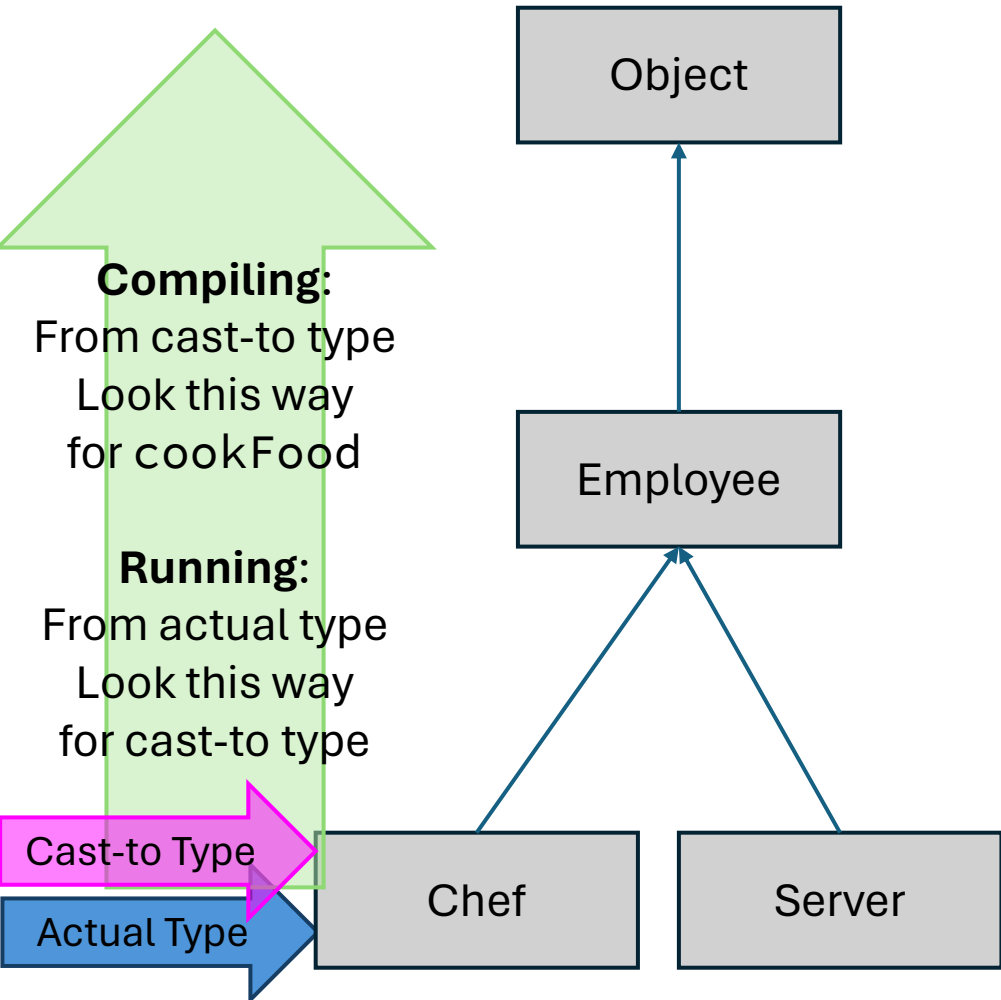 Object
Compiling:
From cast-to type
Look this way
for cookFood
Employee
Running:
From actual type
Look this way
for cast-to type
Cast-to Type
Chef
Server
Actual Type